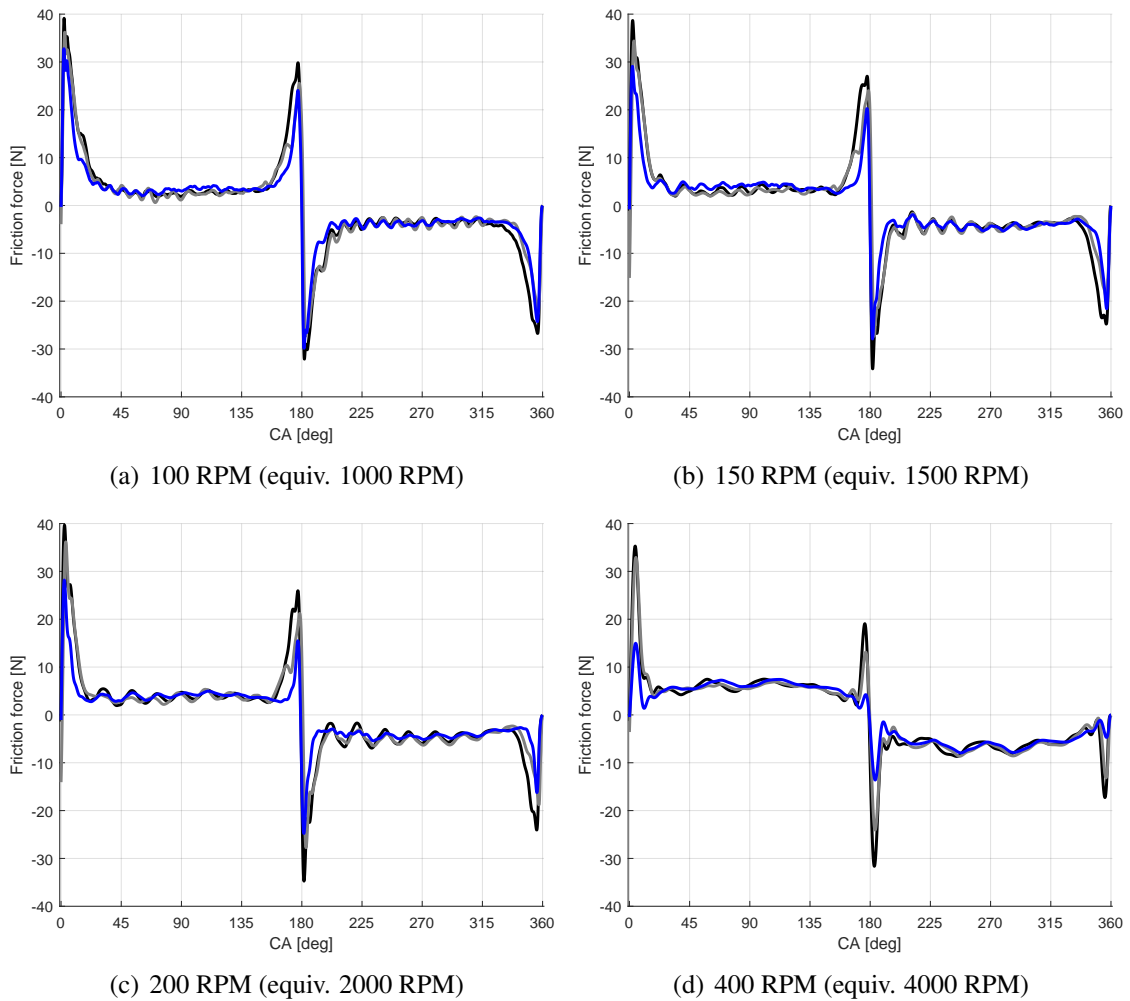 40
30
20
10
0
-10
-20
-30
-40
Friction force [N]
0 45 90 135 180 225 270 315 360
CA [deg]
(a) 100 RPM (equiv. 1000 RPM)
40
30
20
10
0
-10
-20
-30
-40
Friction force [N]
0 45 90 135 180 225 270 315 360
CA [deg]
(b) 150 RPM (equiv. 1500 RPM)
40
30
20
10
0
-10
-20
-30
-40
Friction force [N]
0 45 90 135 180 225 270 315 360
CA [deg]
(c) 200 RPM (equiv. 2000 RPM)
40
30
20
10
0
-10
-20
-30
-40
Friction force [N]
0 45 90 135 180 225 270 315 360
CA [deg]
(d) 400 RPM (equiv. 4000 RPM)